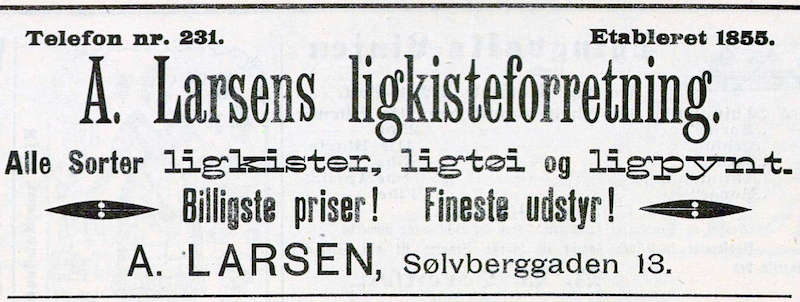 Telefon nr. 231. Etableret 1855.
A. Larsens ligkisteforretning.
Alle Sorter ligkister, ligtøi og ligpynt.
Billigste priser! Fineste udstyr!
A. LARSEN, Sølvberggaden 13.